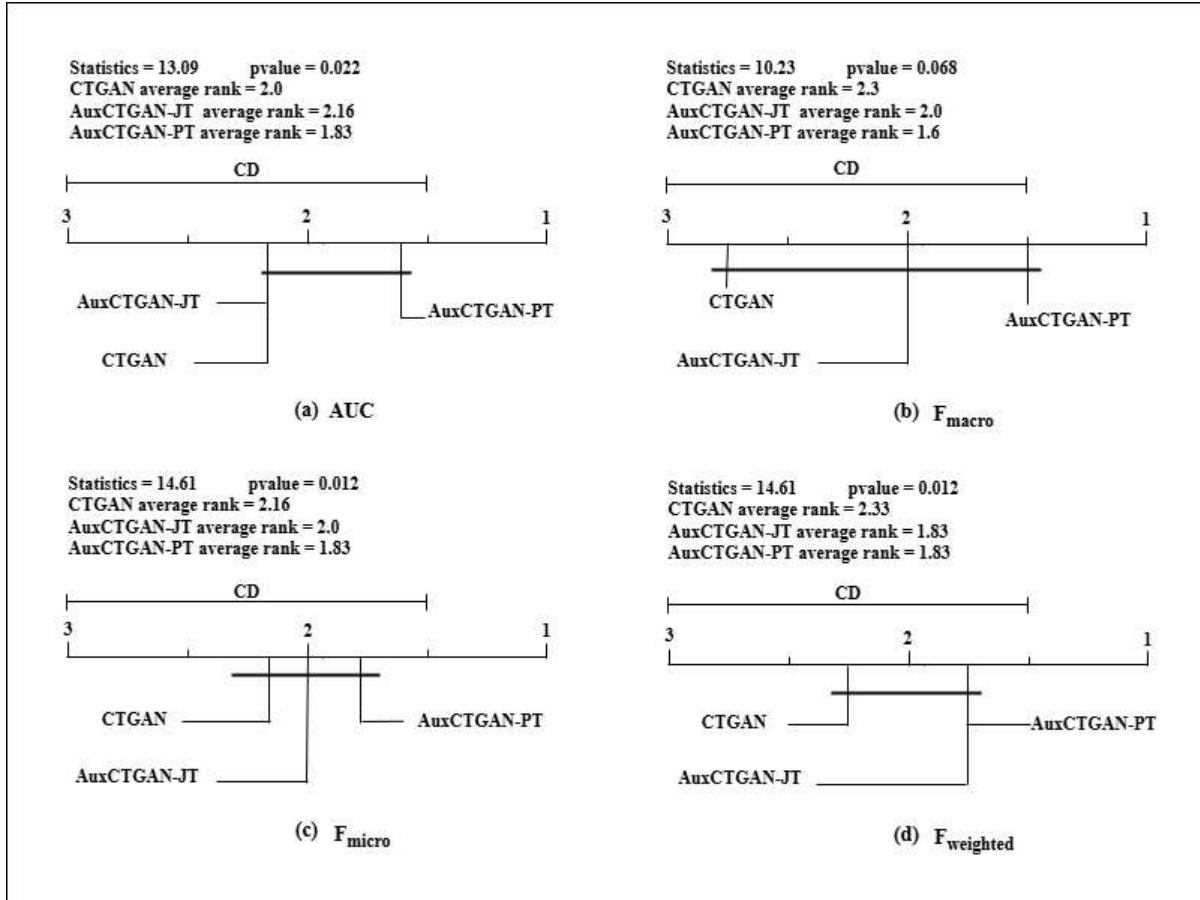 Statistics = 13.09 pvalue = 0.022
CTGAN average rank = 2.0
AuxCTGAN-JT average rank = 2.16
AuxCTGAN-PT average rank = 1.83
CD
3 2 1
AuxCTGAN-JT
AuxCTGAN-PT
CTGAN
(a) AUC
Statistics = 10.23 pvalue = 0.068
CTGAN average rank = 2.3
AuxCTGAN-JT average rank = 2.0
AuxCTGAN-PT average rank = 1.6
CD
3 2 1
CTGAN
AuxCTGAN-PT
AuxCTGAN-JT
(b) Fmacro
Statistics = 14.61 pvalue = 0.012
CTGAN average rank = 2.16
AuxCTGAN-JT average rank = 2.0
AuxCTGAN-PT average rank = 1.83
CD
3 2 1
CTGAN AuxCTGAN-PT
AuxCTGAN-JT
(c) Fmicro
Statistics = 14.61 pvalue = 0.012
CTGAN average rank = 2.33
AuxCTGAN-JT average rank = 1.83
AuxCTGAN-PT average rank = 1.83
CD
3 2 1
CTGAN AuxCTGAN-PT
AuxCTGAN-JT
(d) Fweighted